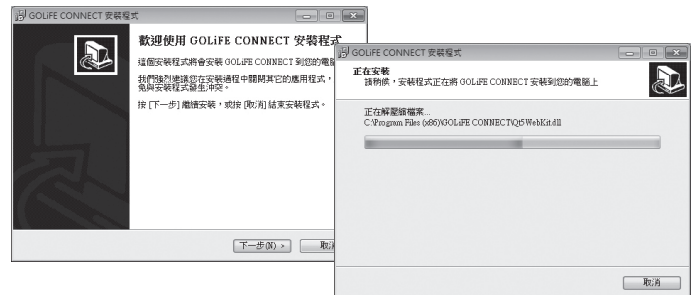 GOLiFE CONNECT 安裝程式
歡迎使用 GOLiFE CONNECT 安裝程式
這個安裝程式將會安裝 GOLiFE CONNECT 到您的電腦
我們強烈建議您在安裝過程中關閉其它的應用程式，
免與安裝程式發生沖突。
按 [下一步] 繼續安裝，或按 [取消] 結束安裝程式。
下一步(N) >
取消
GOLiFE CONNECT 安裝程式
正在安裝
請稍候，安裝程式正在將 GOLiFE CONNECT 安裝到您的電腦上
正在解壓縮檔案...
C:\Program Files (x86)\GOLiFE CONNECT\Qt5WebKit.dll
取消